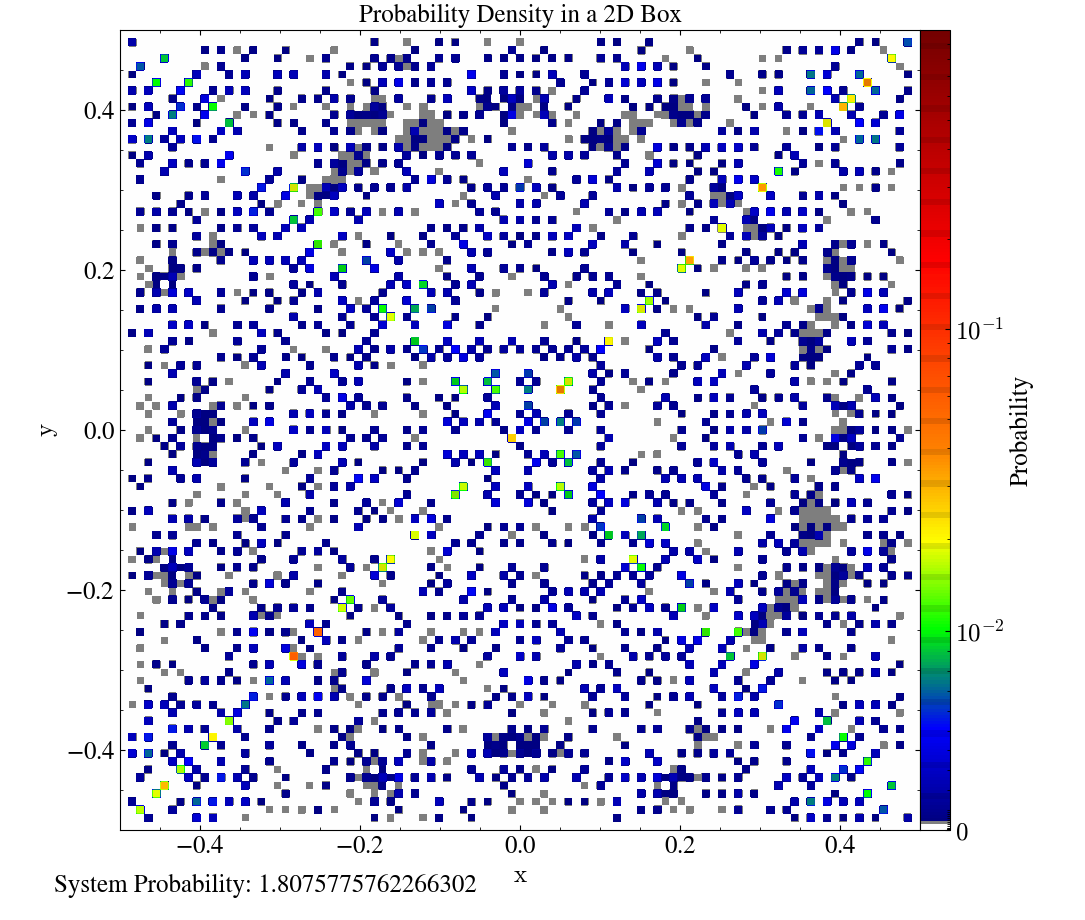 Probability Density in a 2D Box
0.4
0.2
0.0
−0.2
−0.4
y
−0.4 −0.2 0.0 0.2 0.4
x
10⁻¹
10⁻²
0
Probability
System Probability: 1.8075775762266302